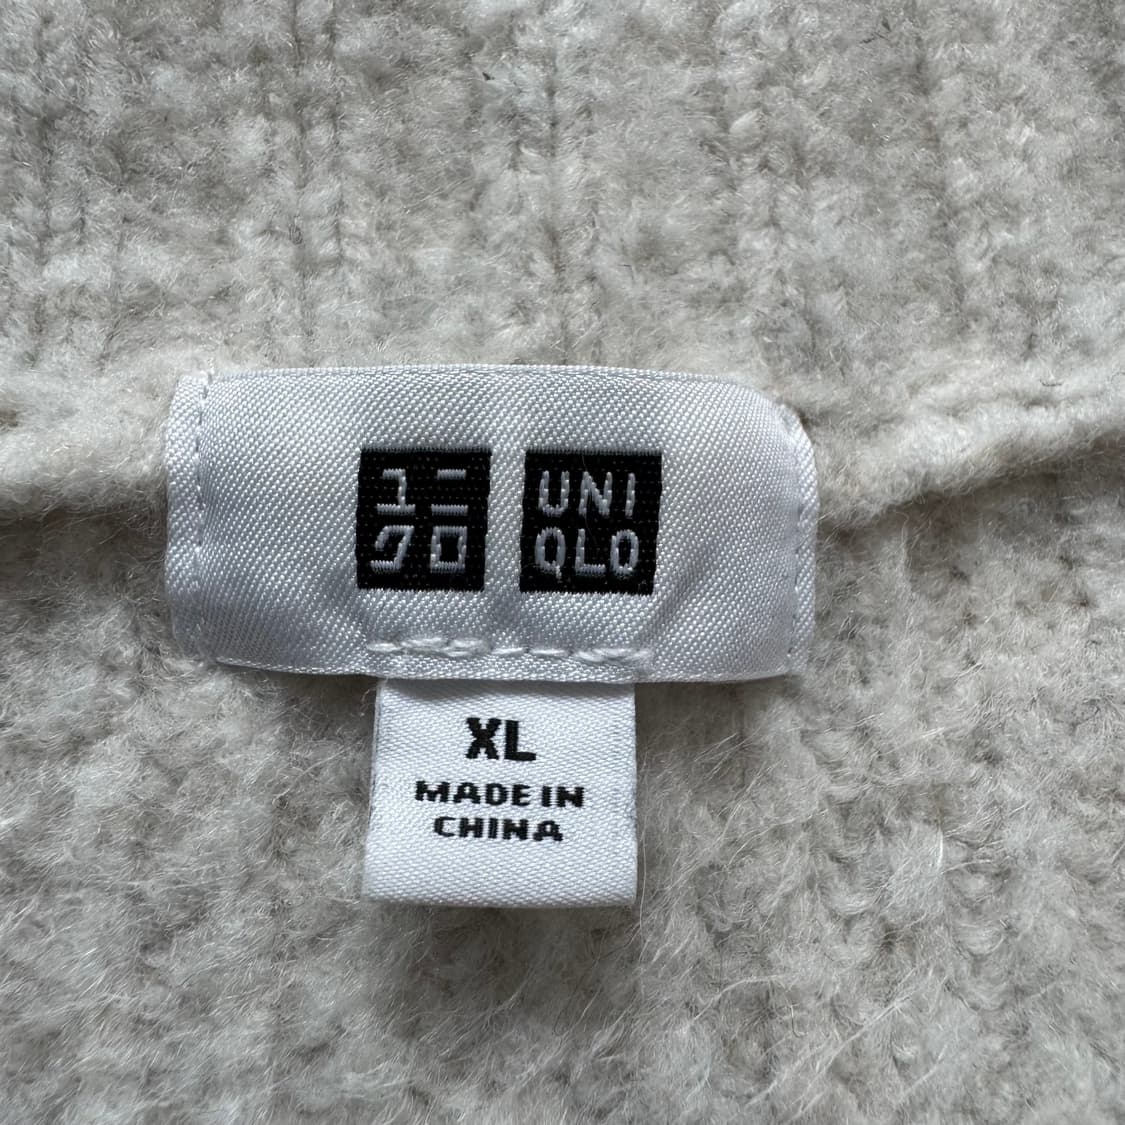 ユニ
クロ
UNI
QLO
XL
MADE IN
CHINA